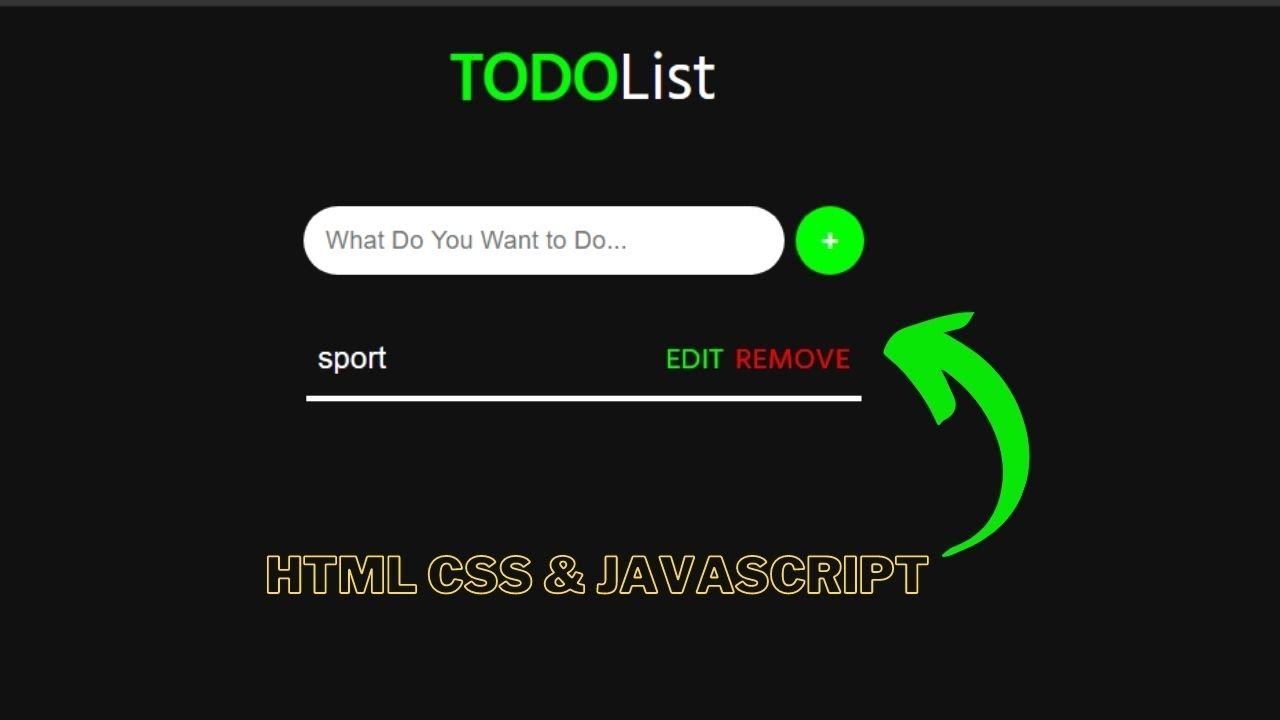 TODOList
What Do You Want to Do...
+
sport EDIT REMOVE
HTML CSS & JAVASCRIPT